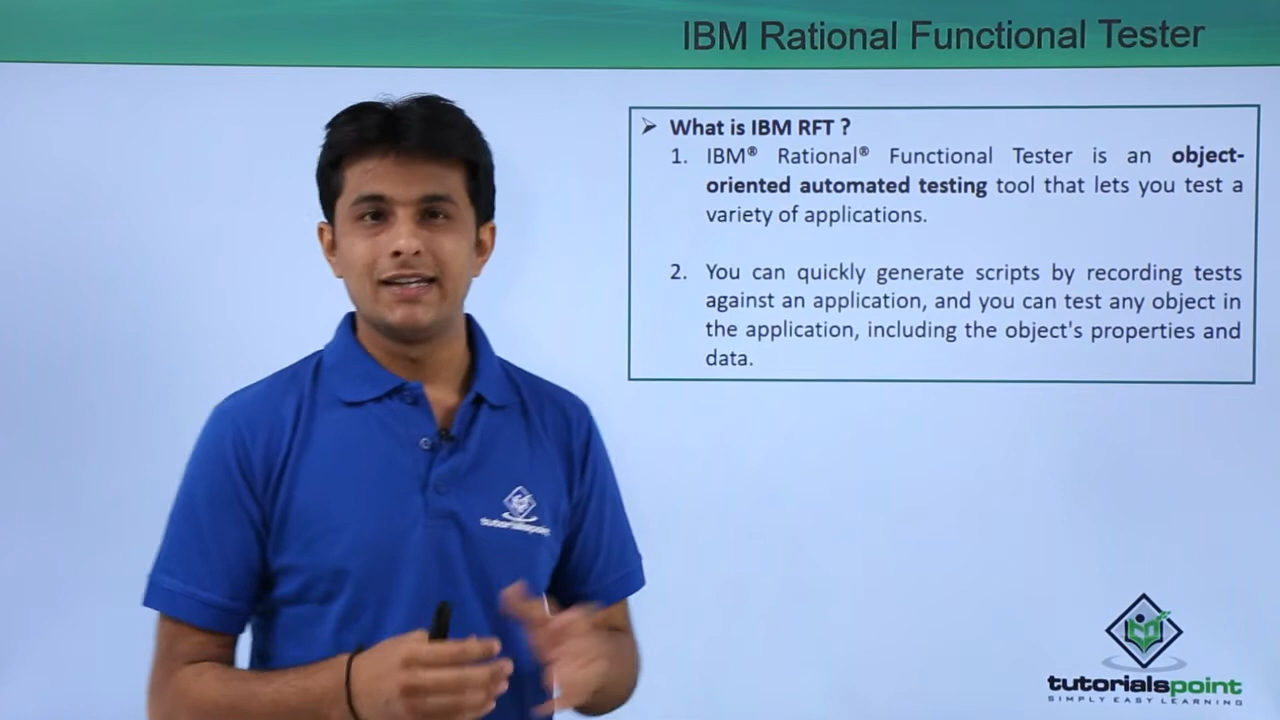 IBM Rational Functional Tester
➢ What is IBM RFT ?
1. IBM® Rational® Functional Tester is an object-
oriented automated testing tool that lets you test a
variety of applications.
2. You can quickly generate scripts by recording tests
against an application, and you can test any object in
the application, including the object's properties and
data.
tutorialspoint
tutorialspoint
SIMPLY EASY LEARNING